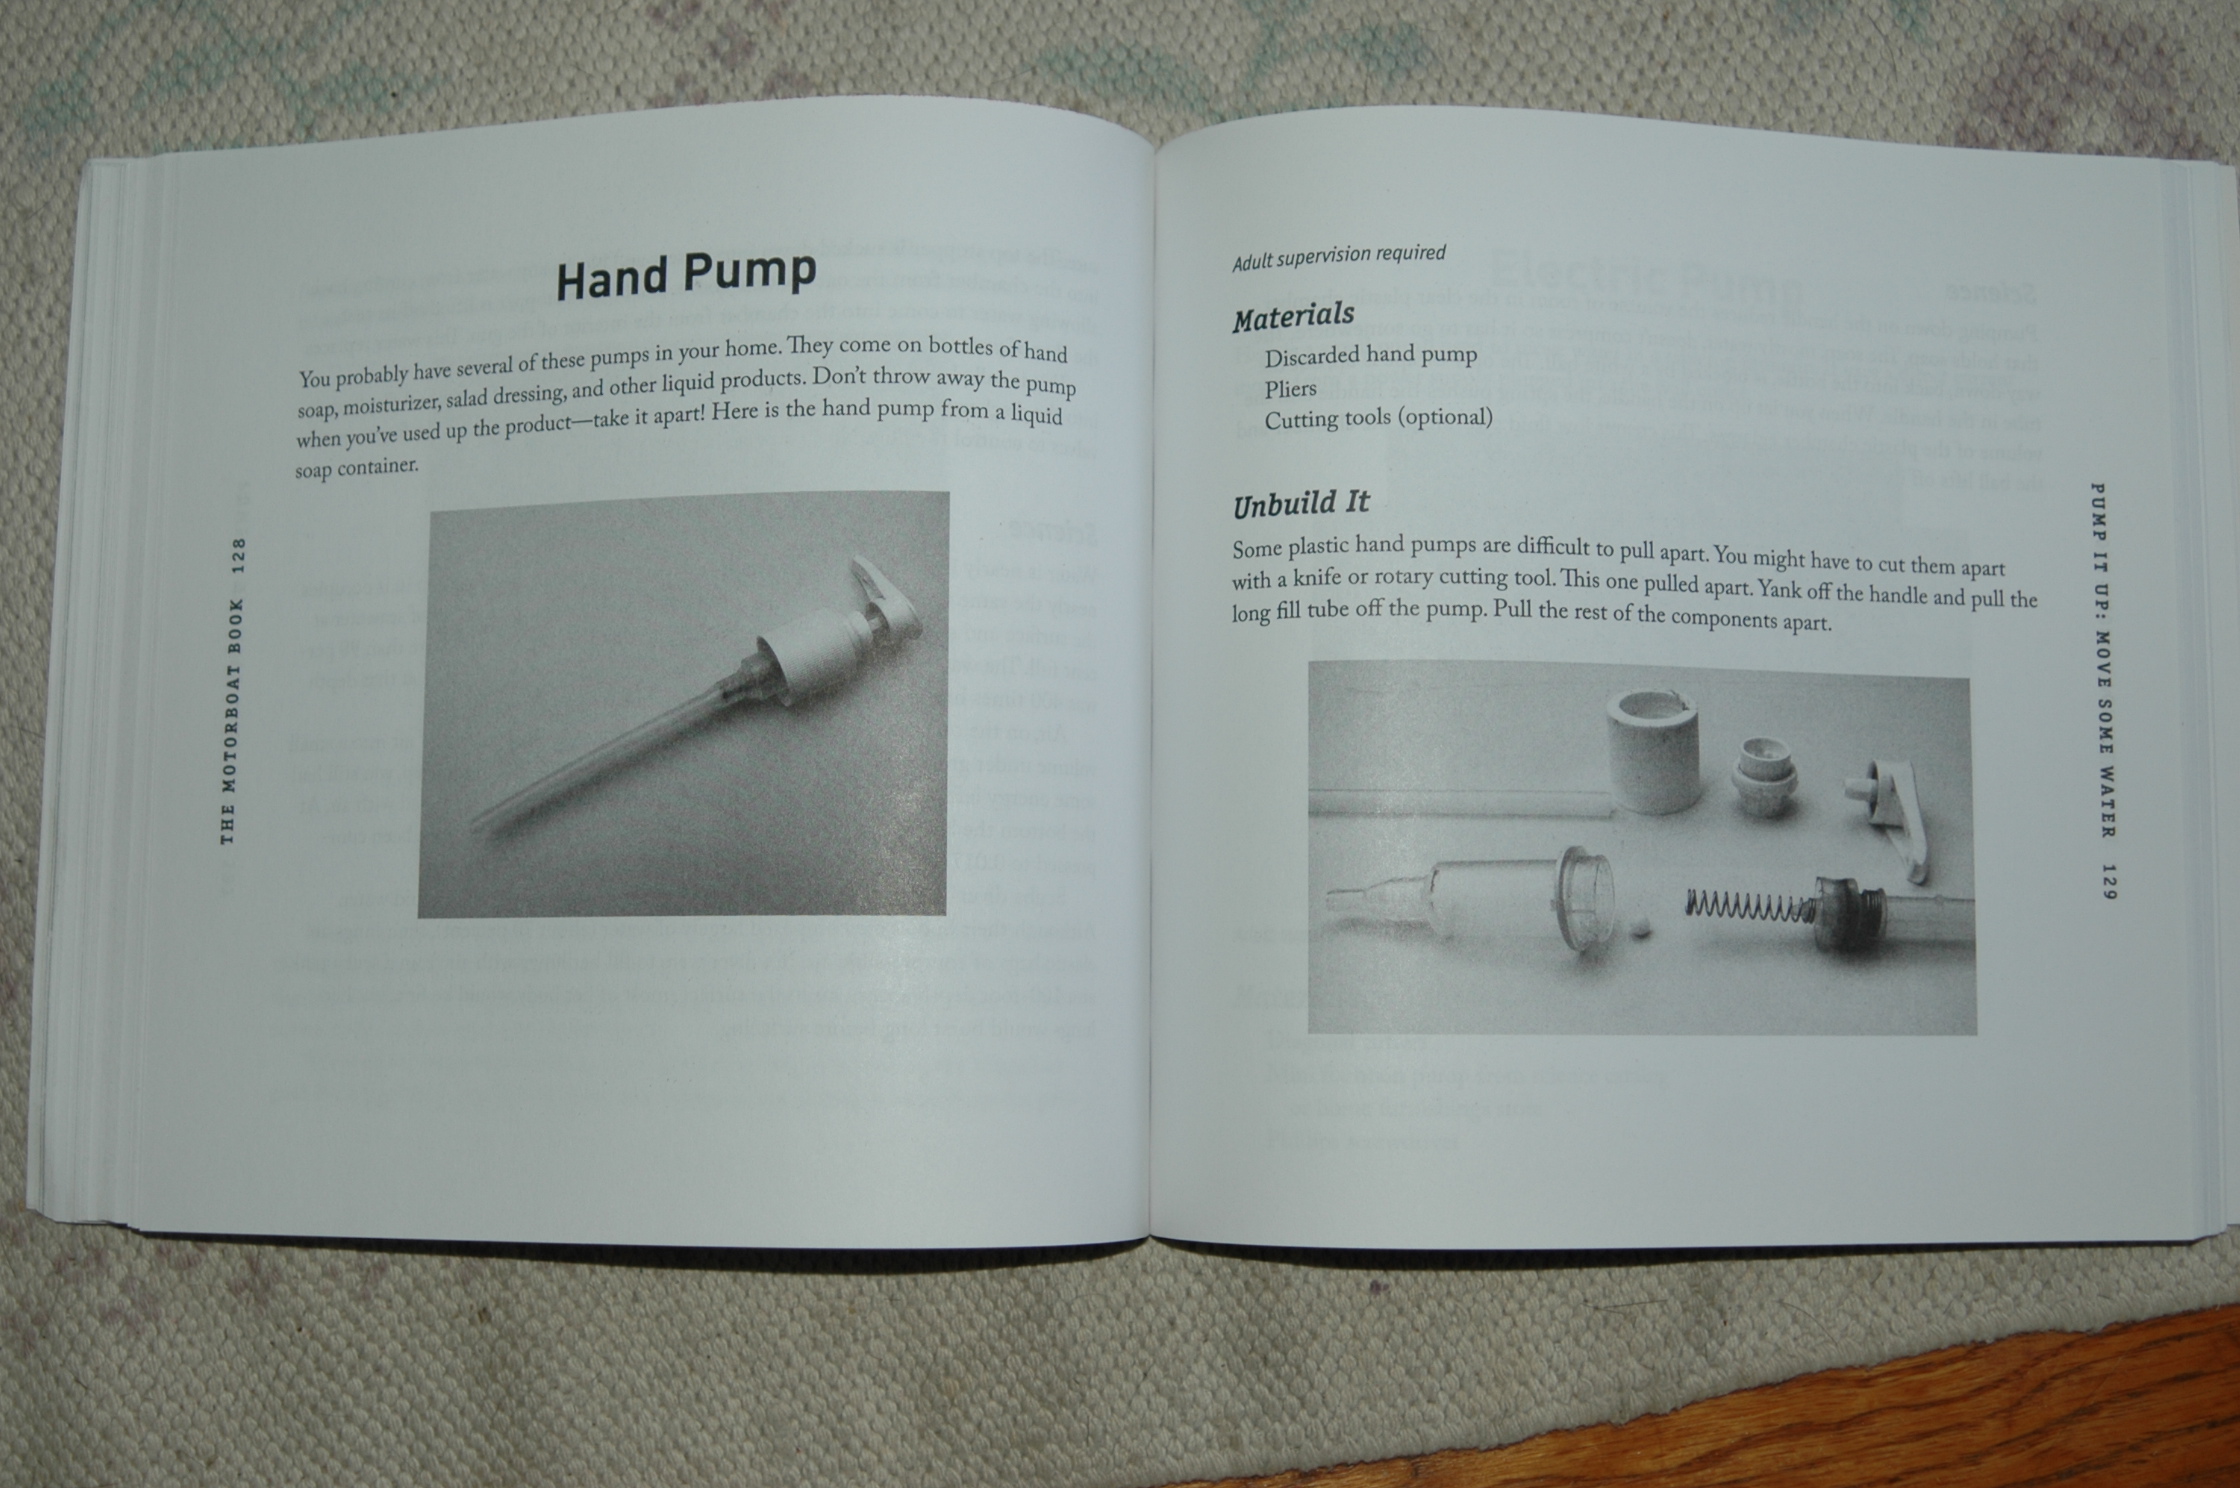 Hand Pump
You probably have several of these pumps in your home. They come on bottles of hand
soap, moisturizer, salad dressing, and other liquid products. Don't throw away the pump
when you've used up the product—take it apart! Here is the hand pump from a liquid
soap container.
THE MOTORBOAT BOOK 128
Adult supervision required
Materials
Discarded hand pump
Pliers
Cutting tools (optional)
Unbuild It
Some plastic hand pumps are difficult to pull apart. You might have to cut them apart
with a knife or rotary cutting tool. This one pulled apart. Yank off the handle and pull the
long fill tube off the pump. Pull the rest of the components apart.
PUMP IT UP: MOVE SOME WATER 129
Electric Pump
Science
Science